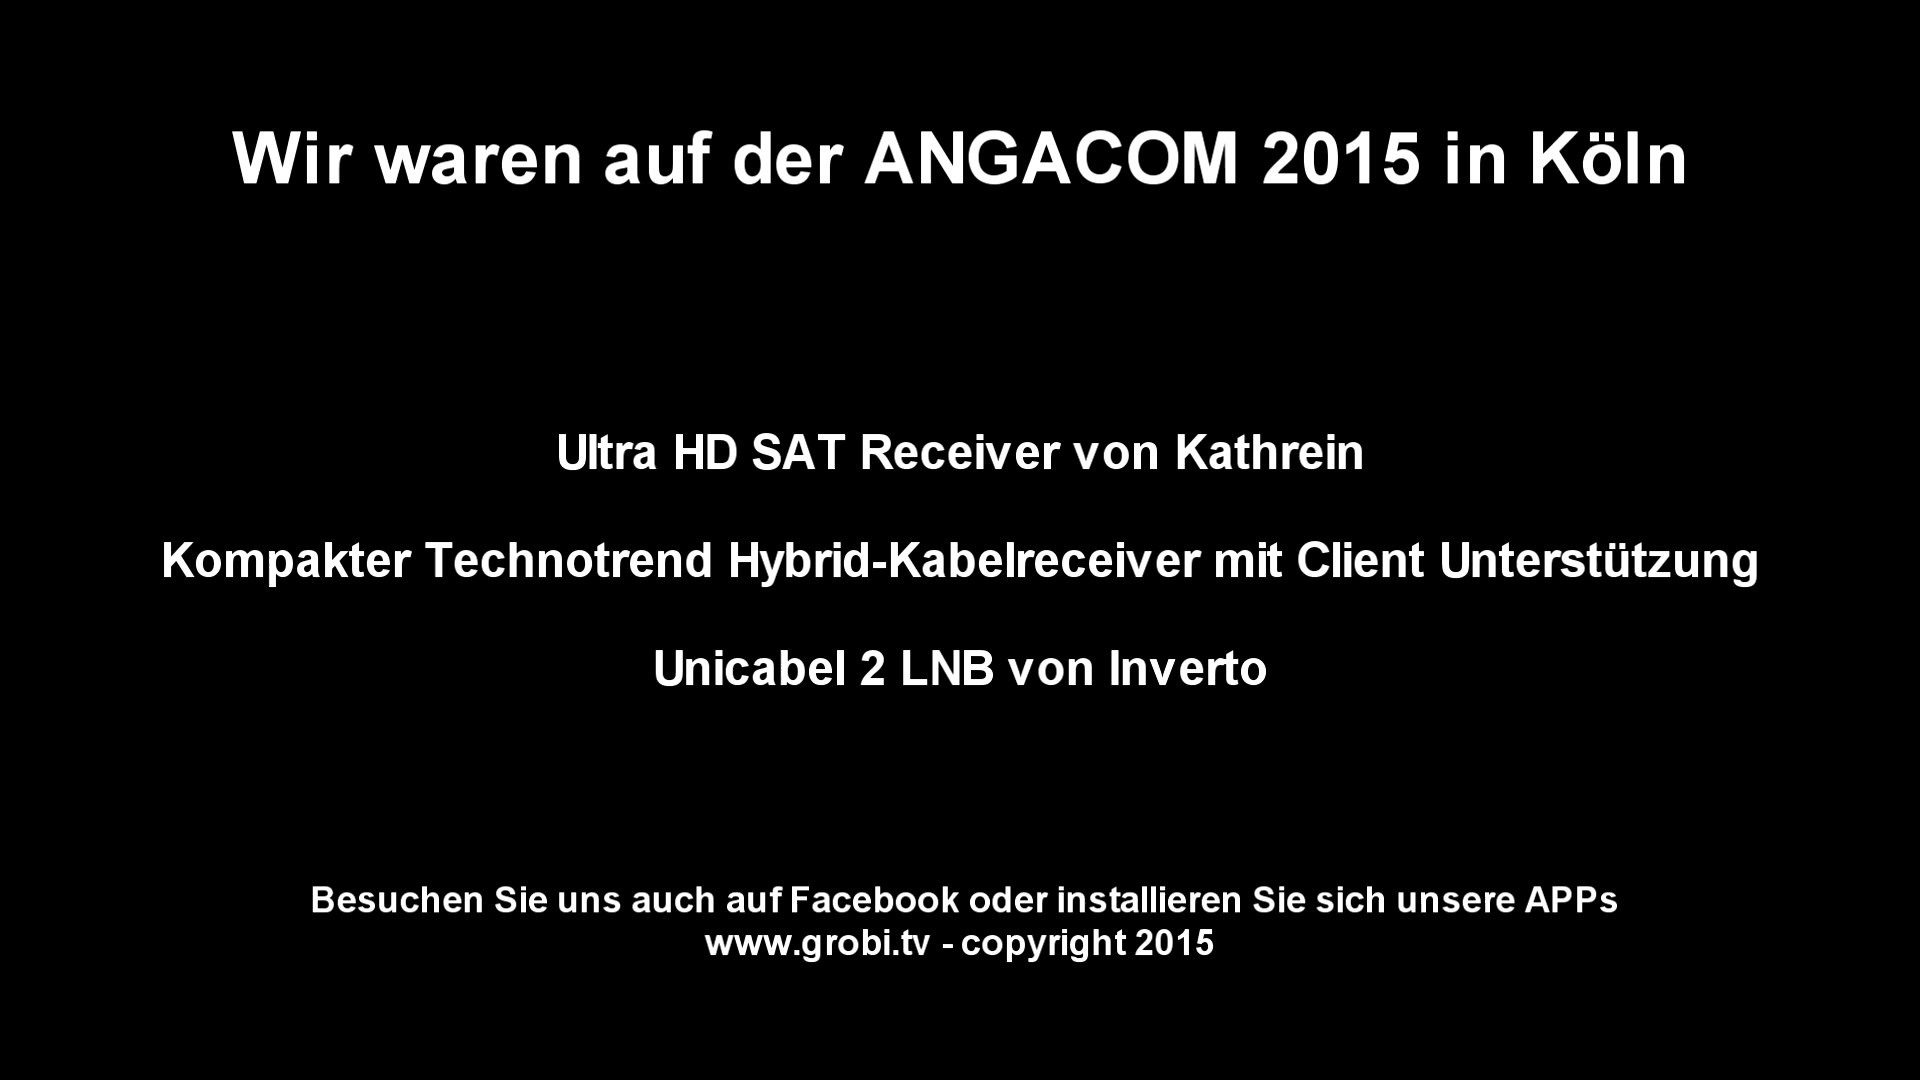 Wir waren auf der ANGACOM 2015 in Köln
Ultra HD SAT Receiver von Kathrein
Kompakter Technotrend Hybrid-Kabelreceiver mit Client Unterstützung
Unicabel 2 LNB von Inverto
Besuchen Sie uns auch auf Facebook oder installieren Sie sich unsere APPs
www.grobi.tv - copyright 2015